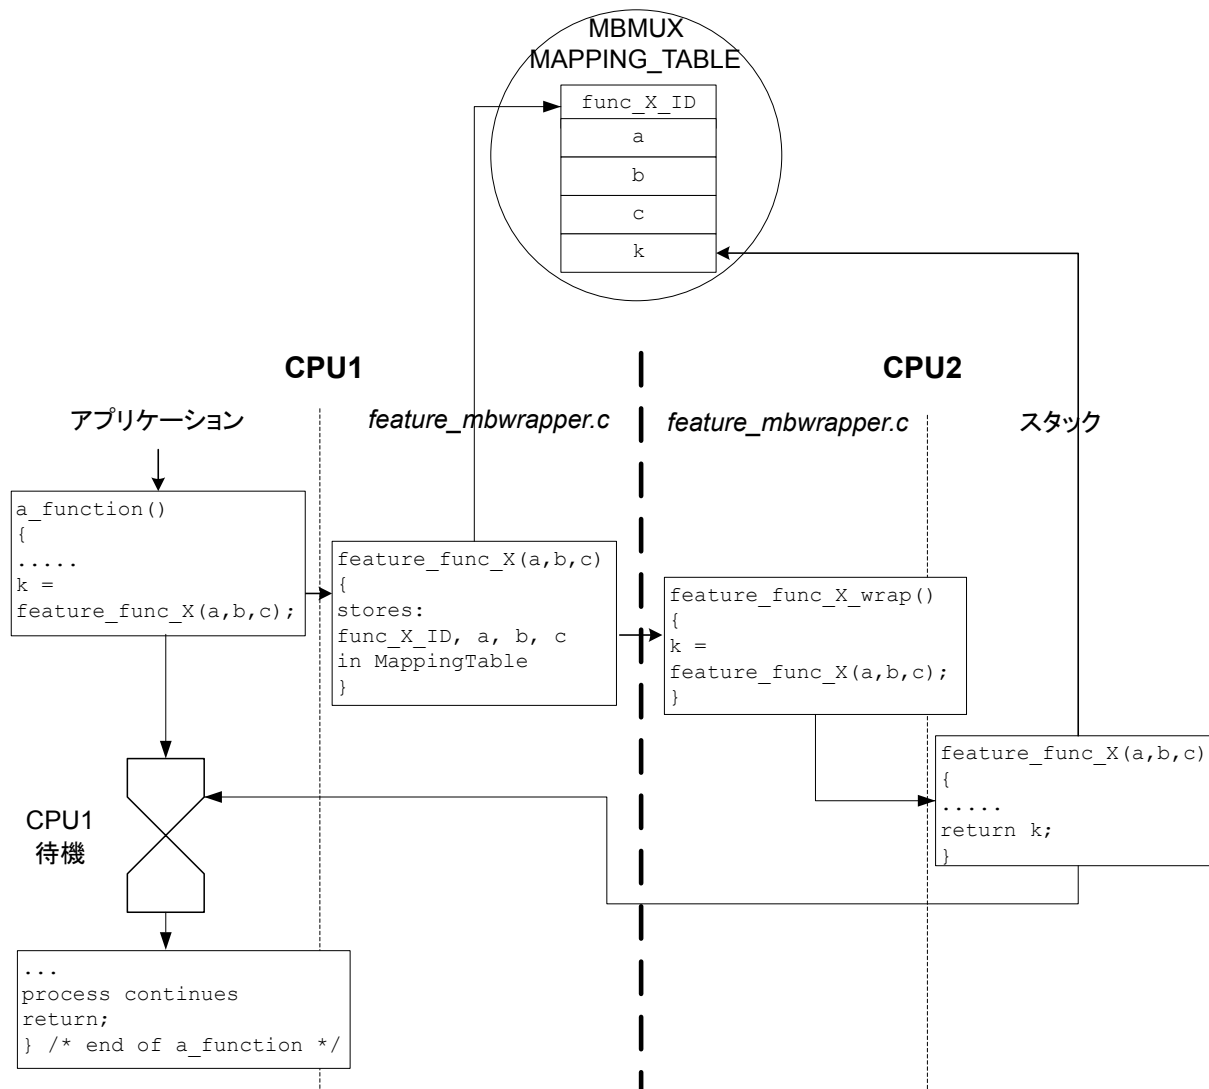 MBMUX
MAPPING_TABLE
func_X_ID
a
b
c
k
CPU1
CPU2
アプリケーション
feature_mbwrapper.c
feature_mbwrapper.c
スタック
a_function()
{
.....
k =
feature_func_X(a,b,c);
feature_func_X(a,b,c)
{
stores:
func_X_ID, a, b, c
in MappingTable
}
feature_func_X_wrap()
{
k =
feature_func_X(a,b,c);
}
feature_func_X(a,b,c)
{
.....
return k;
}
CPU1
待機
...
process continues
return;
} /* end of a_function */